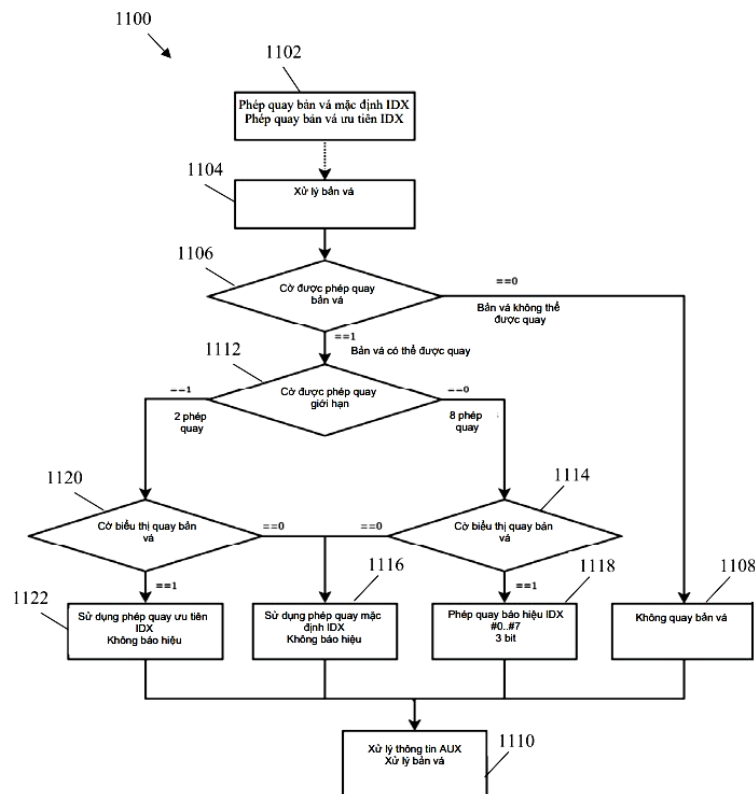 1100
1102
Phép quay bản vá mặc định IDX
Phép quay bản vá ưu tiên IDX
1104
Xử lý bản vá
1106
Cờ được phép quay
bản vá
==0
Bản vá không thể
được quay
==1
Bản vá có thể được quay
1112
Cờ được phép quay
giới hạn
==1
2 phép
quay
==0
8 phép
quay
1120
Cờ biểu thị quay bản
vá
==0
==0
1114
Cờ biểu thị quay bản
vá
==1
1116
==1
1118
1108
1122
Sử dụng phép quay ưu tiên
IDX
Không báo hiệu
Sử dụng phép quay mặc
định IDX
Không báo hiệu
Phép quay báo hiệu IDX
#0..#7
3 bit
Không quay bản vá
Xử lý thông tin AUX
Xử lý bản vá
1110